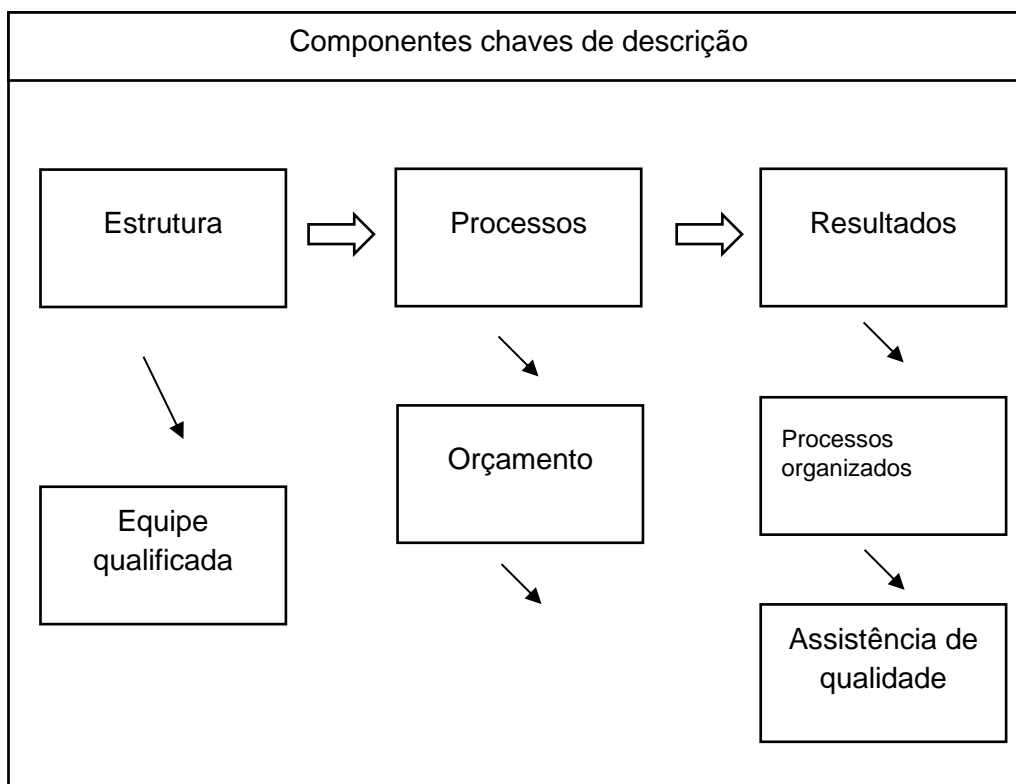 Componentes chaves de descrição
Estrutura
Processos
Resultados
Orçamento
Processos
organizados
Equipe
qualificada
Assistência de
qualidade